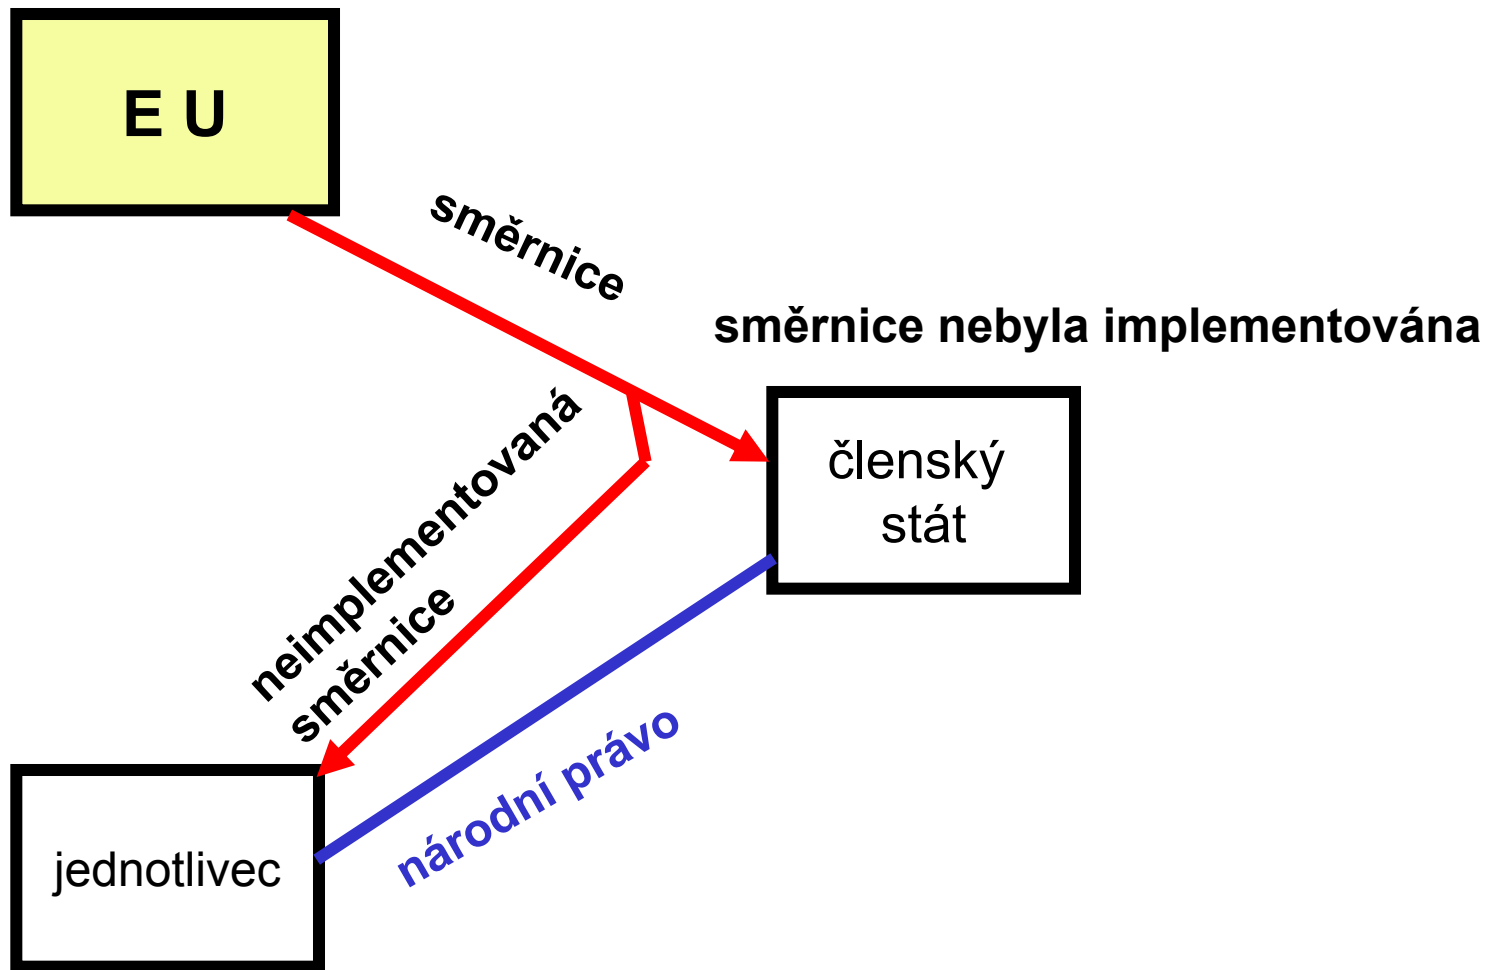 E U
směrnice
směrnice nebyla implementována
členský
stát
neimplementovaná
směrnice
národní právo
jednotlivec